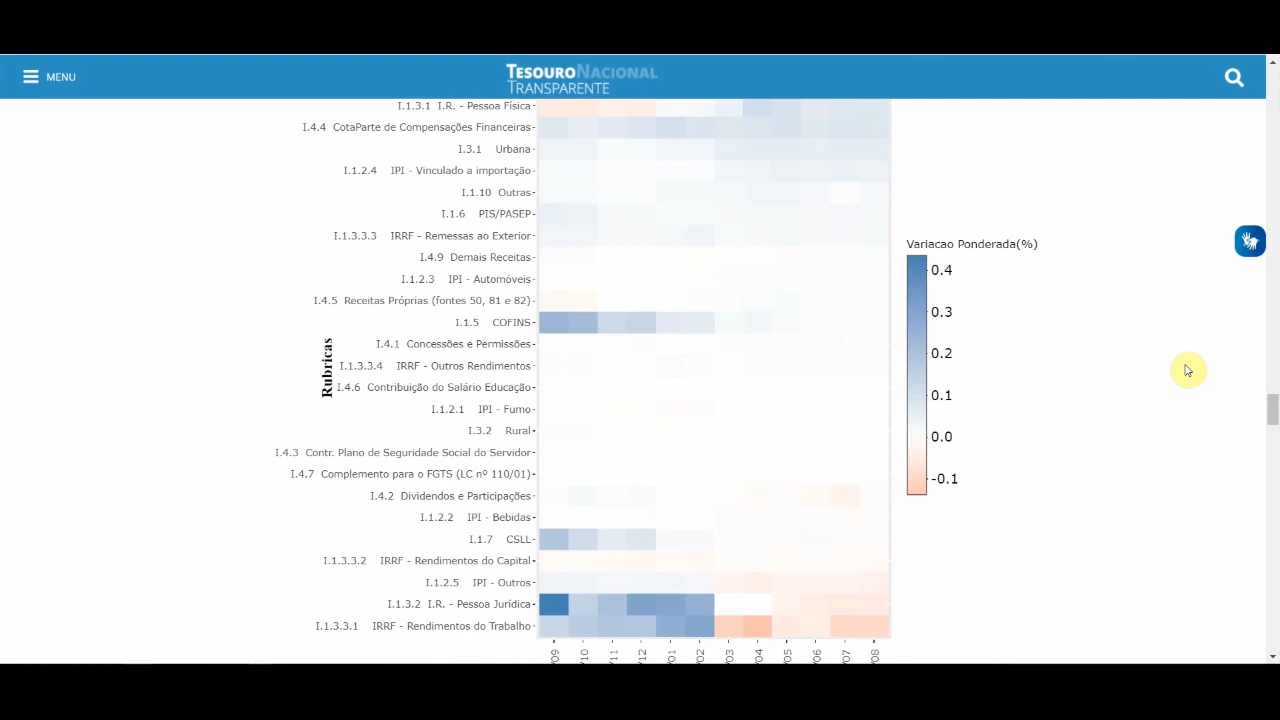 MENU
TESOURONACIONAL
TRANSPARENTE
I.1.3.1 I.R. - Pessoa Física
I.4.4 CotaParte de Compensações Financeiras
I.3.1 Urbana
I.1.2.4 IPI - Vinculado a importação
I.1.10 Outras
I.1.6 PIS/PASEP
I.1.3.3.3 IRRF - Remessas ao Exterior
I.4.9 Demais Receitas
I.1.2.3 IPI - Automóveis
I.4.5 Receitas Próprias (fontes 50, 81 e 82)
I.1.5 COFINS
I.4.1 Concessões e Permissões
I.1.3.3.4 IRRF - Outros Rendimentos
I.4.6 Contribuição do Salário Educação
I.1.2.1 IPI - Fumo
I.3.2 Rural
I.4.3 Contr. Plano de Seguridade Social do Servidor
I.4.7 Complemento para o FGTS (LC nº 110/01)
I.4.2 Dividendos e Participações
I.1.2.2 IPI - Bebidas
I.1.7 CSLL
I.1.3.3.2 IRRF - Rendimentos do Capital
I.1.2.5 IPI - Outros
I.1.3.2 I.R. - Pessoa Jurídica
I.1.3.3.1 IRRF - Rendimentos do Trabalho
Rubricas
/09
/10
/11
/12
/01
/02
/03
/04
/05
/06
/07
/08
Variacao Ponderada(%)
0.4
0.3
0.2
0.1
0.0
-0.1